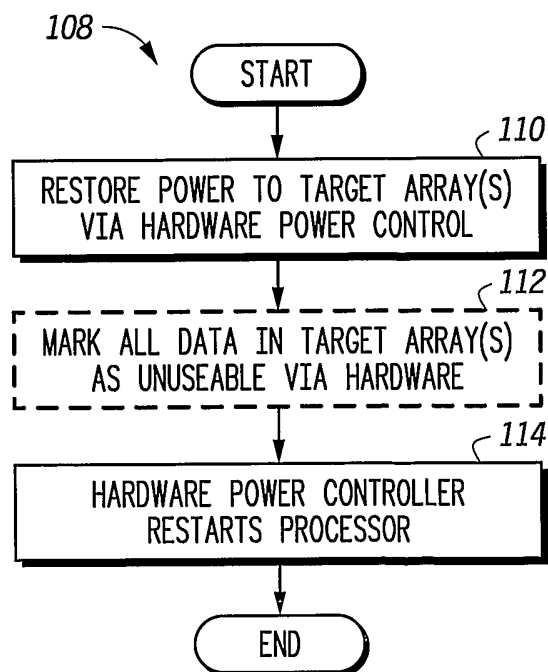 108
START
110
RESTORE POWER TO TARGET ARRAY(S)
VIA HARDWARE POWER CONTROL
112
MARK ALL DATA IN TARGET ARRAY(S)
AS UNUSEABLE VIA HARDWARE
114
HARDWARE POWER CONTROLLER
RESTARTS PROCESSOR
END